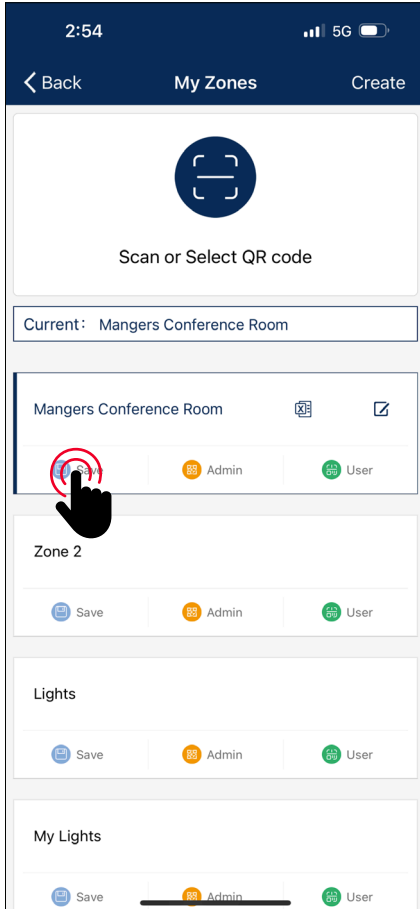 2:54 5G
Back My Zones Create
Scan or Select QR code
Current: Mangers Conference Room
Mangers Conference Room
Save Admin User
Zone 2
Save Admin User
Lights
Save Admin User
My Lights
Save Admin User